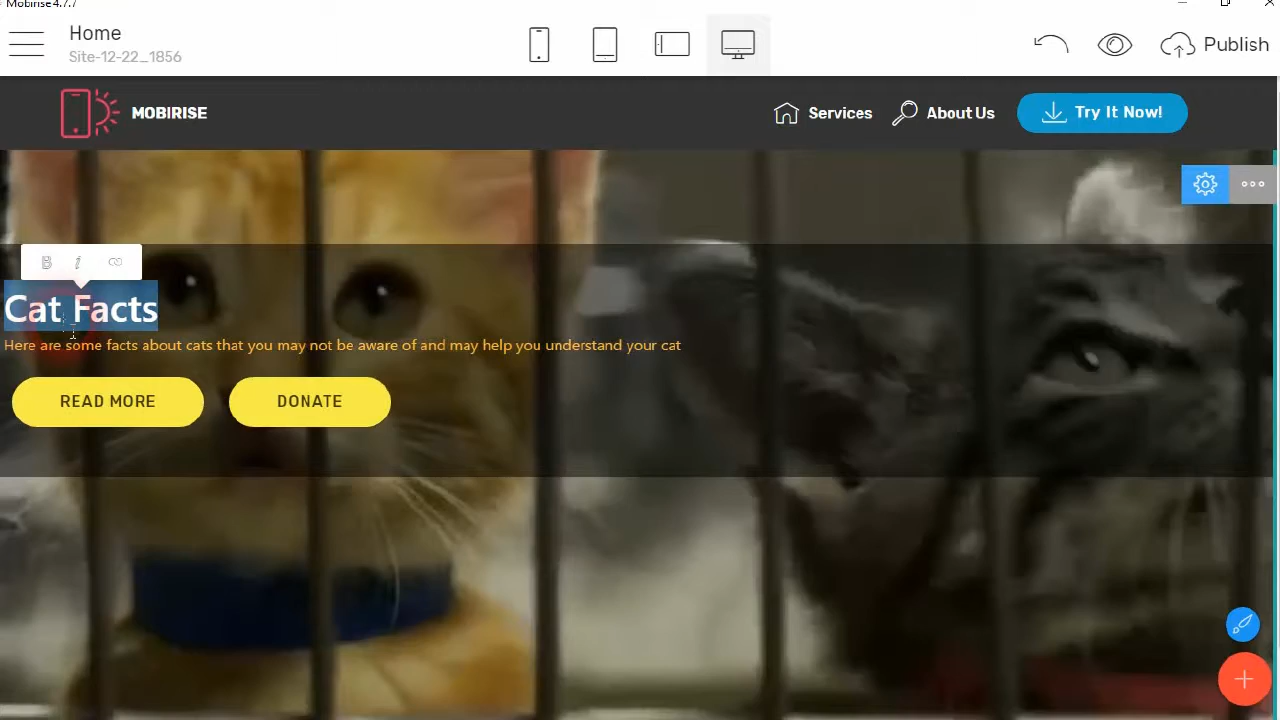 Mobirise 4.7.7
Home
Site-12-22_1856
Publish
MOBIRISE
Services
About Us
Try It Now!
B i
Cat Facts
Here are some facts about cats that you may not be aware of and may help you understand your cat
READ MORE
DONATE